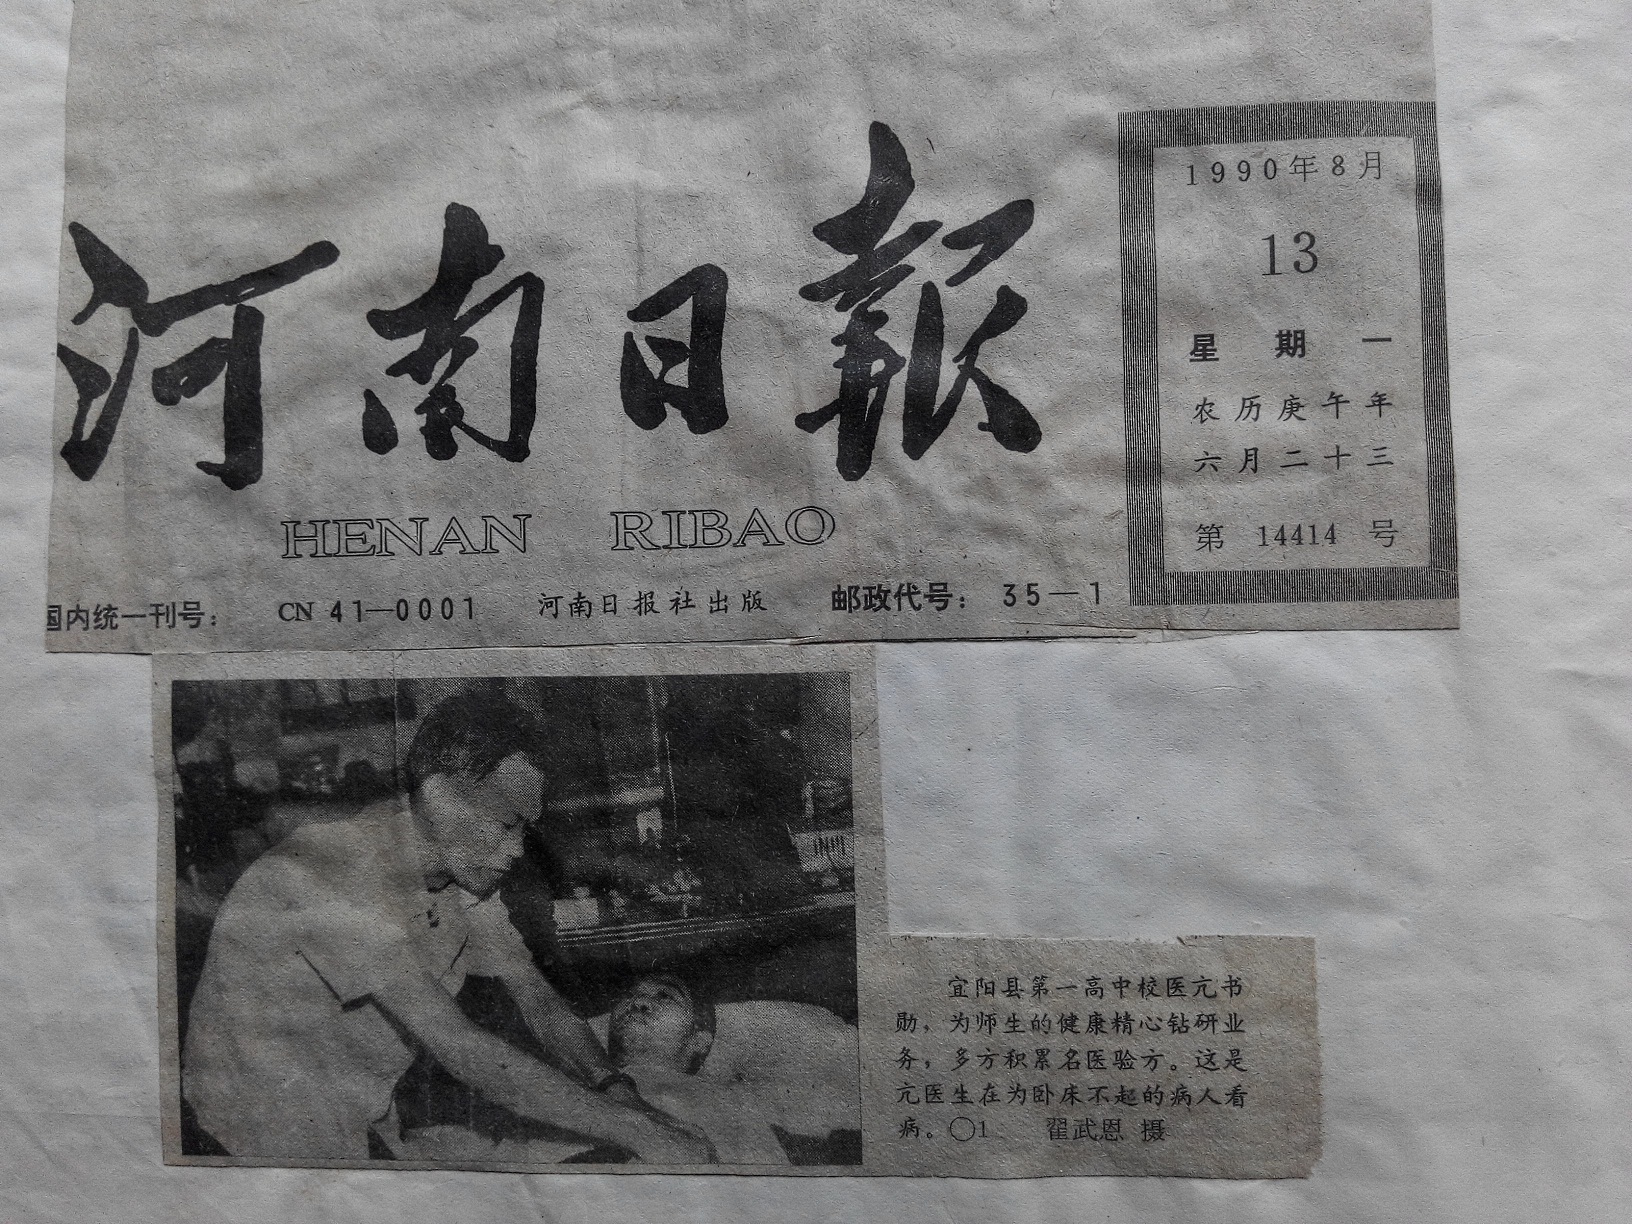 河南日報
HENAN RIBAO
国内统一刊号： CN 41—0001 河南日报社出版 邮政代号： 35—1
1990年8月
13
星期一
农历庚午年
六月二十三
第 14414 号
宜阳县第一高中校医亢书
勋，为师生的健康精心钻研业
务，多方积累名医验方。这是
亢医生在为卧床不起的病人看
病。〇1 翟武恩 摄